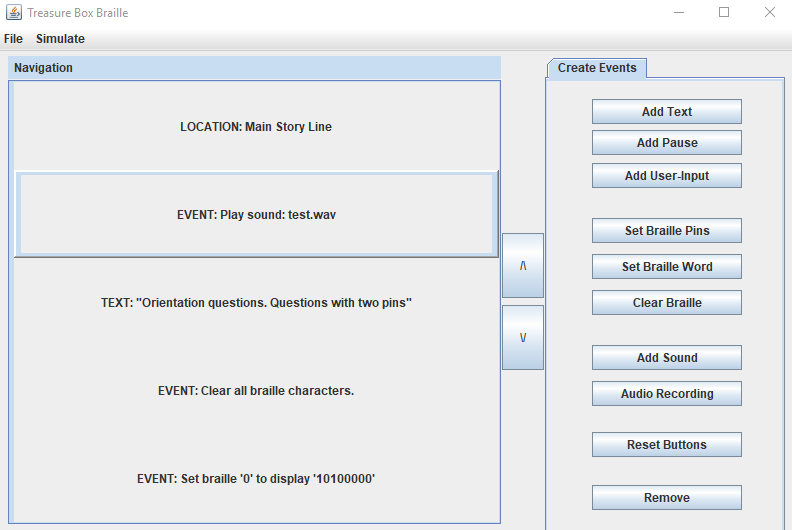 Treasure Box Braille
File Simulate
Navigation
LOCATION: Main Story Line
EVENT: Play sound: test.wav
TEXT: "Orientation questions. Questions with two pins"
EVENT: Clear all braille characters.
EVENT: Set braille '0' to display '10100000'
/\
\/
Create Events
Add Text
Add Pause
Add User-Input
Set Braille Pins
Set Braille Word
Clear Braille
Add Sound
Audio Recording
Reset Buttons
Remove